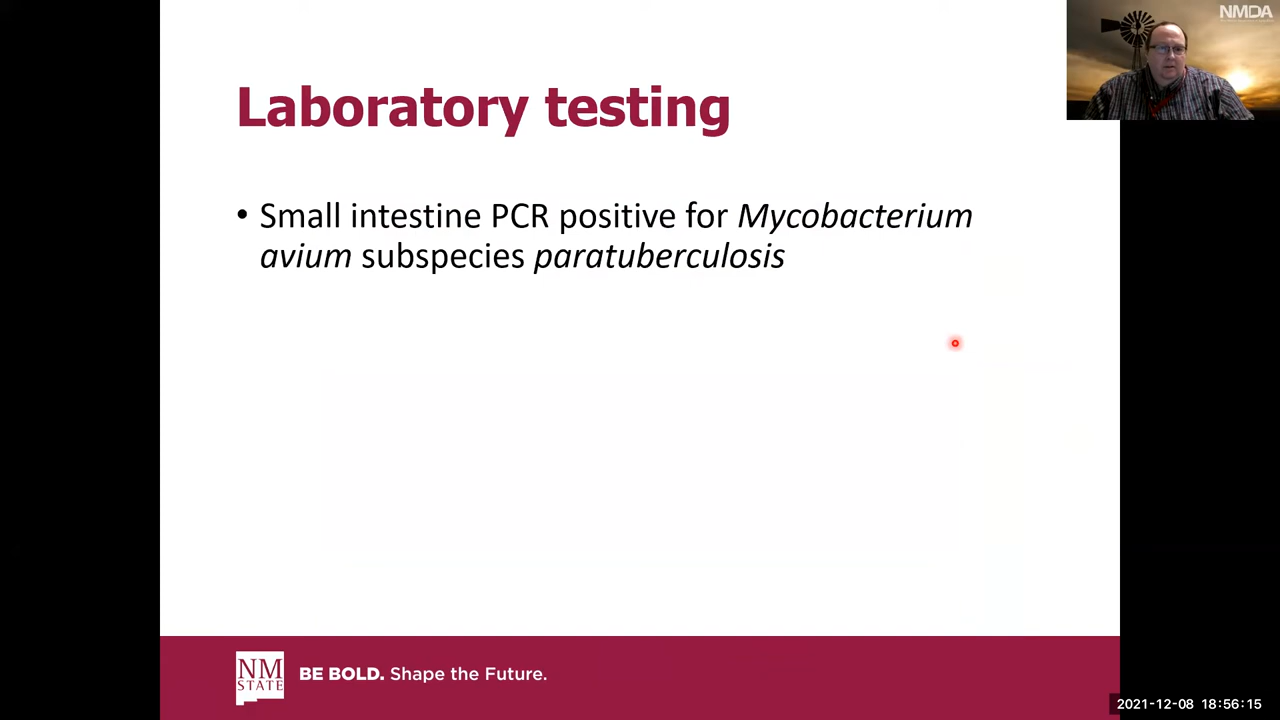 NMDA
Laboratory testing
• Small intestine PCR positive for Mycobacterium
avium subspecies paratuberculosis
NM
STATE
BE BOLD. Shape the Future.
2021-12-08 18:56:15